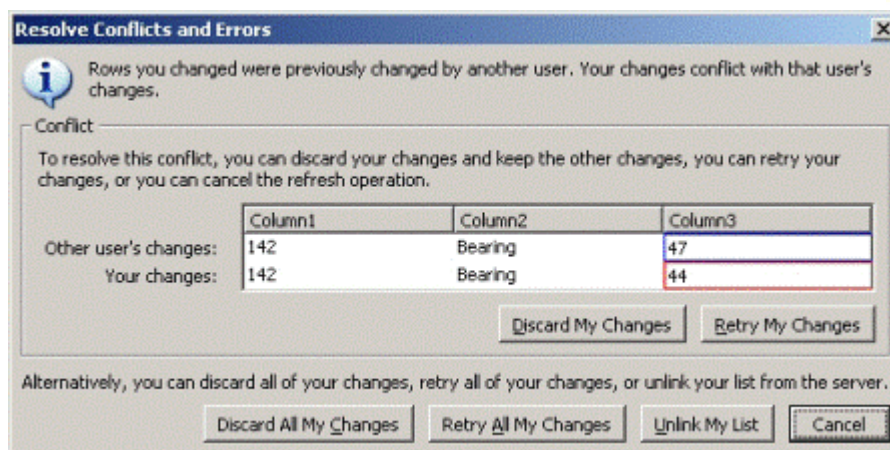 Resolve Conflicts and Errors
Rows you changed were previously changed by another user. Your changes conflict with that user's
changes.
Conflict
To resolve this conflict, you can discard your changes and keep the other changes, you can retry your
changes, or you can cancel the refresh operation.
Column1 Column2 Column3
Other user's changes: 142 Bearing 47
Your changes: 142 Bearing 44
Discard My Changes Retry My Changes
Alternatively, you can discard all of your changes, retry all of your changes, or unlink your list from the server.
Discard All My Changes Retry All My Changes Unlink My List Cancel